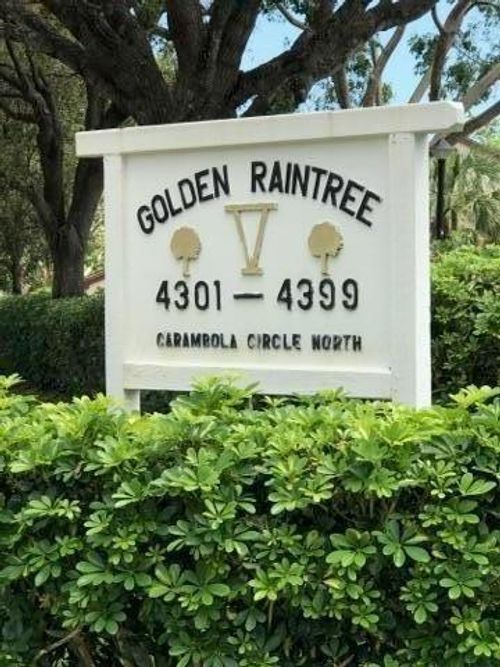 GOLDEN RAINTREE
V
4301 — 4399
CARAMBOLA CIRCLE NORTH